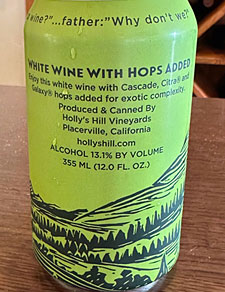 wine?"...father:"Why don't we?"
WHITE WINE WITH HOPS ADDED
Enjoy this white wine with Cascade, Citra® and
Galaxy® hops added for exotic complexity.
Produced & Canned By
Holly's Hill Vineyards
Placerville, California
hollyshill.com
ALCOHOL 13.1% BY VOLUME
355 ML (12.0 FL. OZ.)